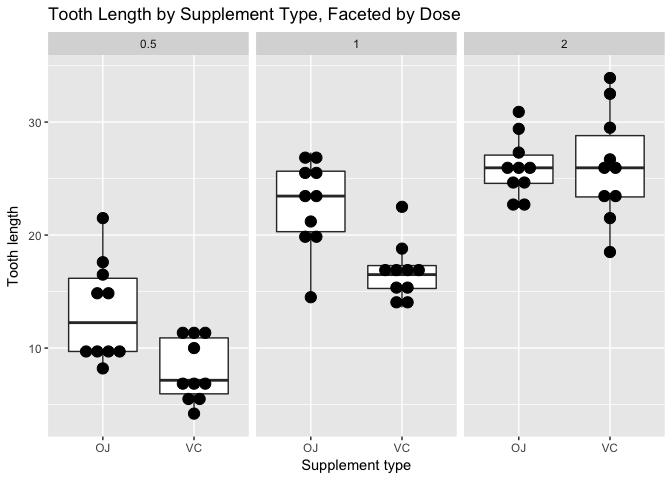 Tooth Length by Supplement Type, Faceted by Dose
0.5 1 2
30
20
10
Tooth length
OJ VC OJ VC OJ VC
Supplement type